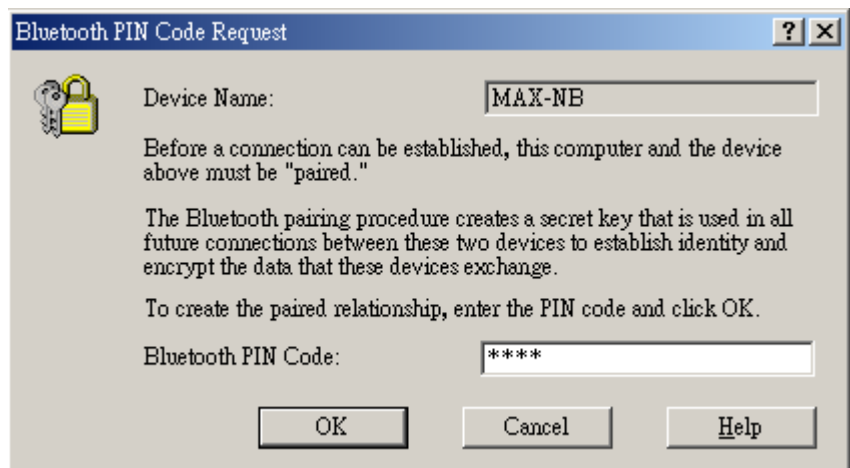 Bluetooth PIN Code Request
Device Name: MAX-NB
Before a connection can be established, this computer and the device
above must be "paired."
The Bluetooth pairing procedure creates a secret key that is used in all
future connections between these two devices to establish identity and
encrypt the data that these devices exchange.
To create the paired relationship, enter the PIN code and click OK.
Bluetooth PIN Code: ****
OK Cancel Help